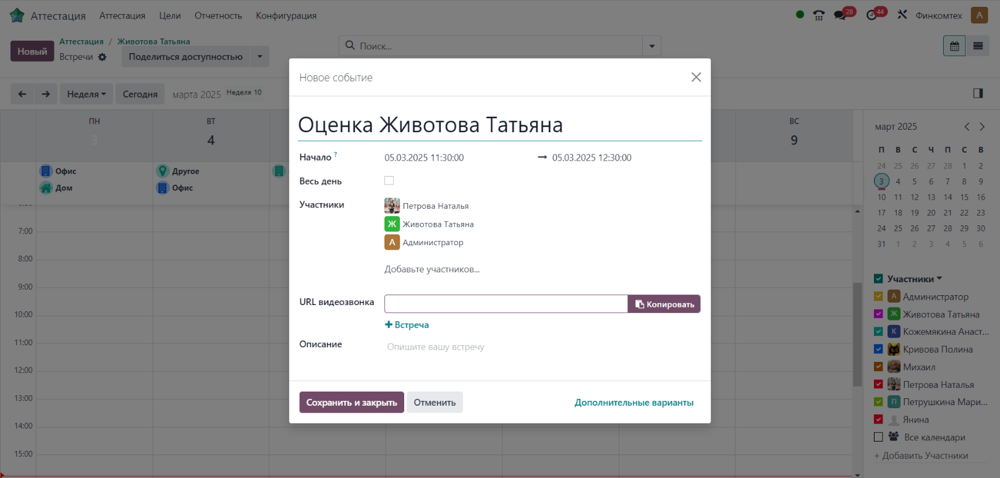 Аттестация
Аттестация
Цели
Отчетность
Конфигурация
28
44
Финкомтех
А
Новый
Аттестация / Животова Татьяна
Встречи
Поделиться доступностью
Поиск...
Неделя
Сегодня
марта 2025
Неделя 10
ПН
3
ВТ
4
ВС
9
Офис
Дом
Другое
Офис
7:00
8:00
9:00
10:00
11:00
12:00
13:00
14:00
15:00
Новое событие
Оценка Животова Татьяна
Начало ?
05.03.2025 11:30:00 → 05.03.2025 12:30:00
Весь день
Участники
Петрова Наталья
Ж Животова Татьяна
А Администратор
Добавьте участников...
URL видеозвонка
Копировать
+ Встреча
Описание
Опишите вашу встречу
Сохранить и закрыть
Отменить
Дополнительные варианты
март 2025
П В С Ч П С В
24 25 26 27 28 1 2
3 4 5 6 7 8 9
10 11 12 13 14 15 16
17 18 19 20 21 22 23
24 25 26 27 28 29 30
31 1 2 3 4 5 6
Участники
А Администратор
Ж Животова Татьяна
К Кожемякина Анаст...
Кривова Полина
Михаил
Петрова Наталья
П Петрушкина Мари...
Янина
Все календари
+ Добавить Участники